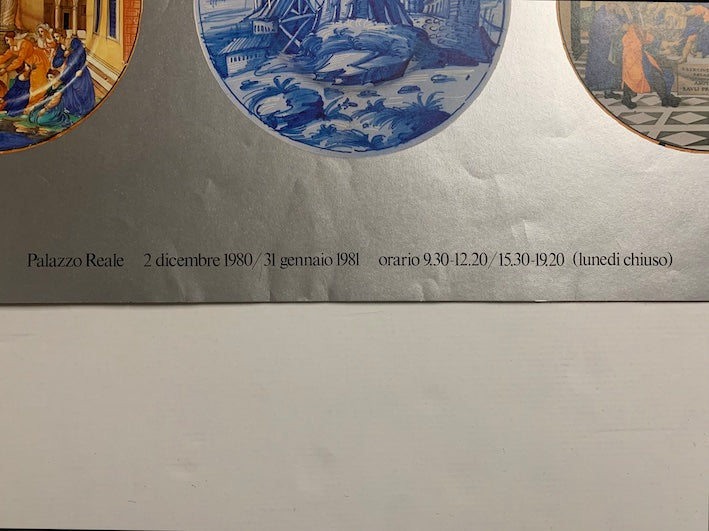 Palazzo Reale 2 dicembre 1980/31 gennaio 1981 orario 9.30-12.20/15.30-19.20 (lunedì chiuso)